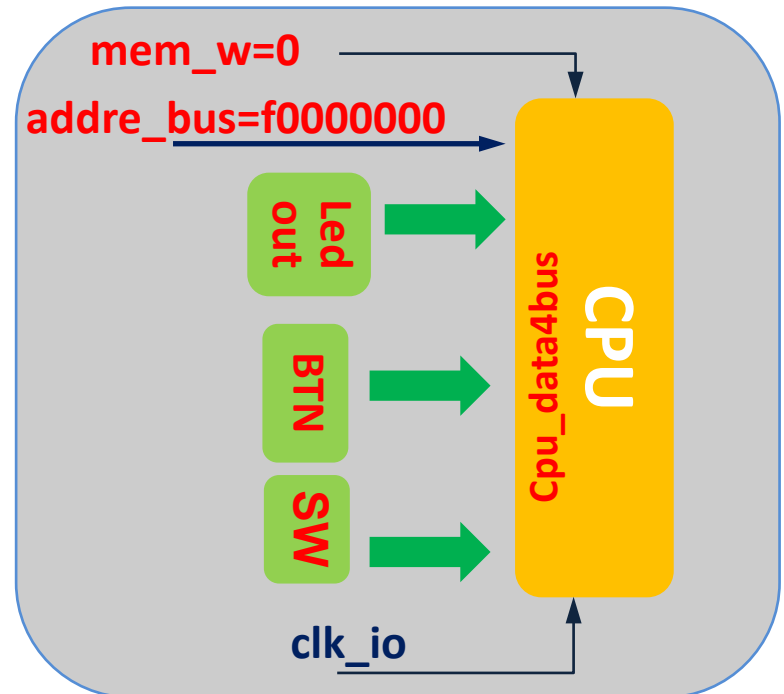 mem_w=0
addre_bus=f0000000
Led
out
BTN
SW
Cpu_data4bus
CPU
clk_io